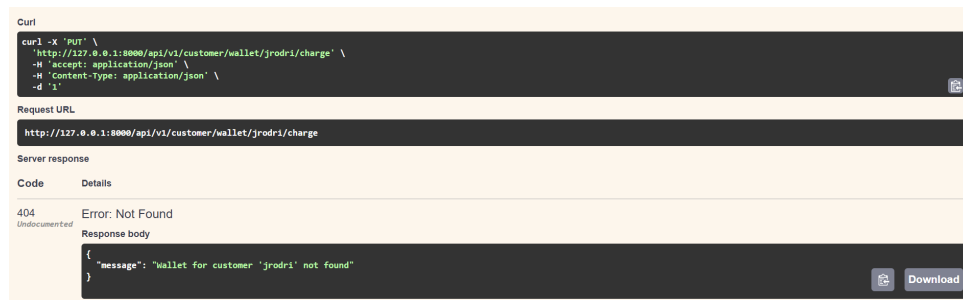 Curl
curl -X 'PUT' \
'http://127.0.0.1:8000/api/v1/customer/wallet/jrodri/charge' \
-H 'accept: application/json' \
-H 'Content-Type: application/json' \
-d '1'
Request URL
http://127.0.0.1:8000/api/v1/customer/wallet/jrodri/charge
Server response
Code Details
404 Error: Not Found
Undocumented
Response body
{
"message": "Wallet for customer 'jrodri' not found"
}
Download